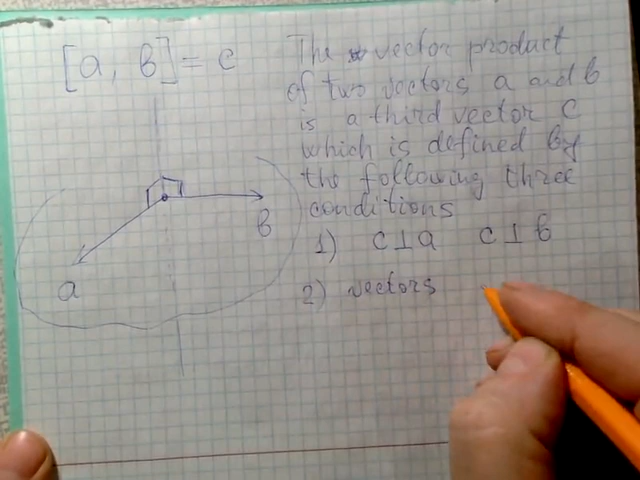 [a, b] = c
The vector product
of two vectors a and b
is a third vector c
which is defined by
the following three
conditions
1) c⊥a c⊥b
2) vectors
a
b